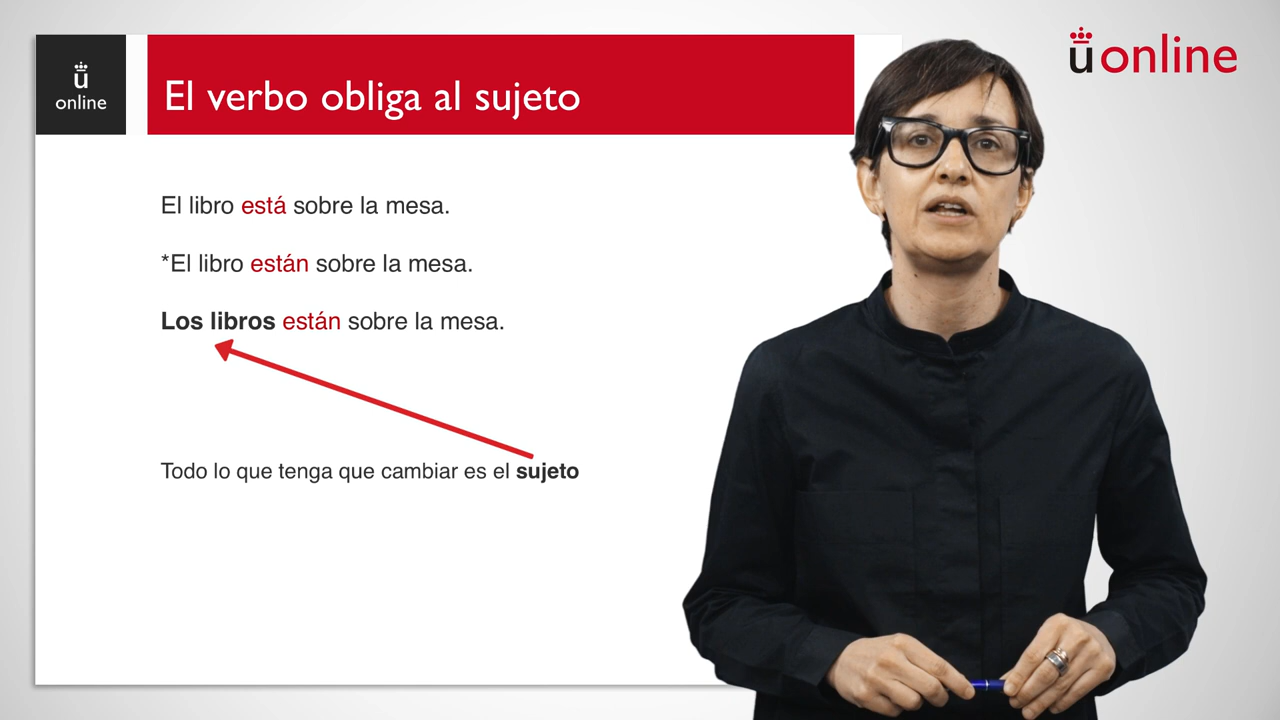 ü online
ü
online
El verbo obliga al sujeto
El libro está sobre la mesa.
*El libro están sobre la mesa.
Los libros están sobre la mesa.
Todo lo que tenga que cambiar es el sujeto